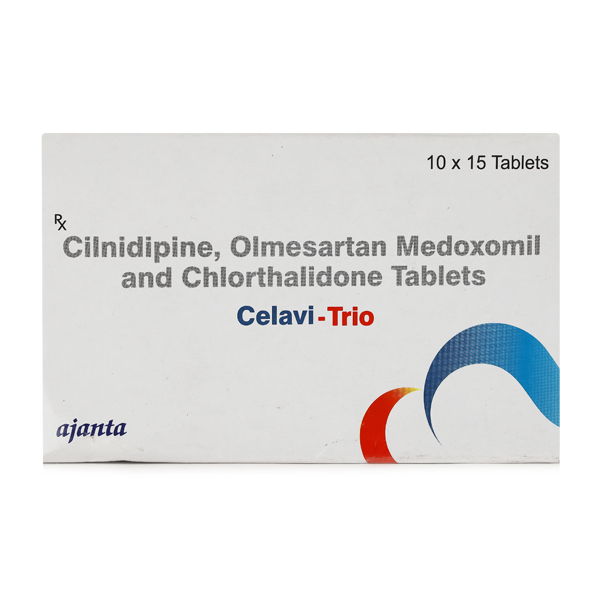 10 x 15 Tablets
Rx
Cilnidipine, Olmesartan Medoxomil
and Chlorthalidone Tablets
Celavi-Trio
ajanta